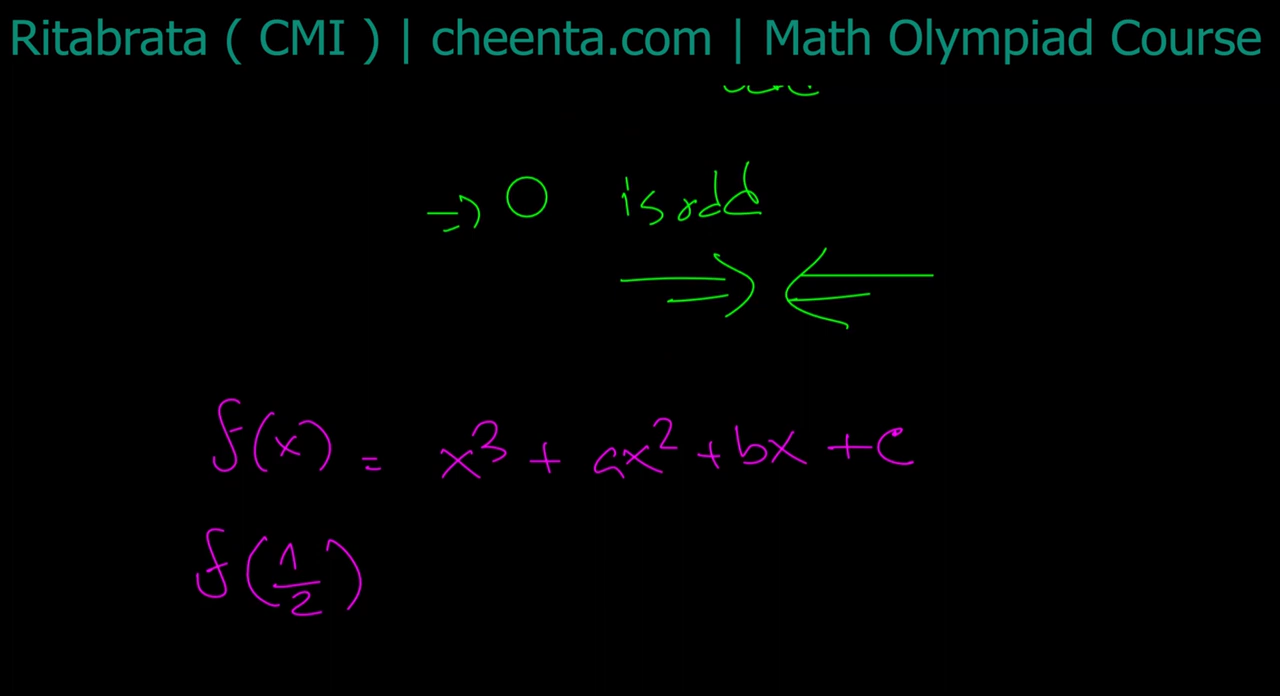 Ritabrata ( CMI ) | cheenta.com | Math Olympiad Course
⇒ 0 is odd
⇒ ⇐
f(x) = x³ + ax² + bx + c
f(1/2)